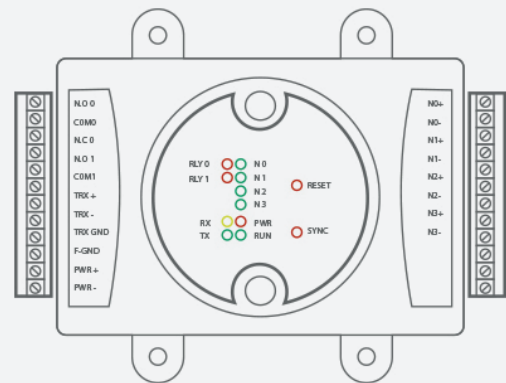 N.O 0
COM0
N.C 0
N.O 1
COM1
TRX +
TRX -
TRX GND
F-GND
PWR+
PWR-
RLY 0 N 0
RLY 1 N 1
N 2
N 3
RX PWR
TX RUN
RESET
SYNC
N0+
N0-
N1+
N1-
N2+
N2-
N3+
N3-